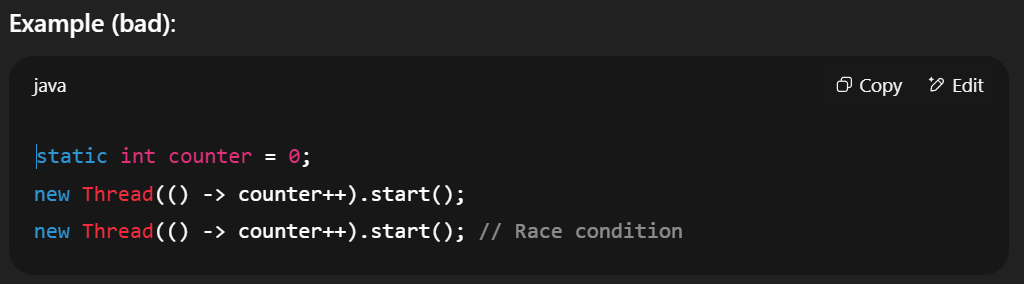 Example (bad):
java
Copy
Edit
static int counter = 0;
new Thread(() -> counter++).start();
new Thread(() -> counter++).start(); // Race condition